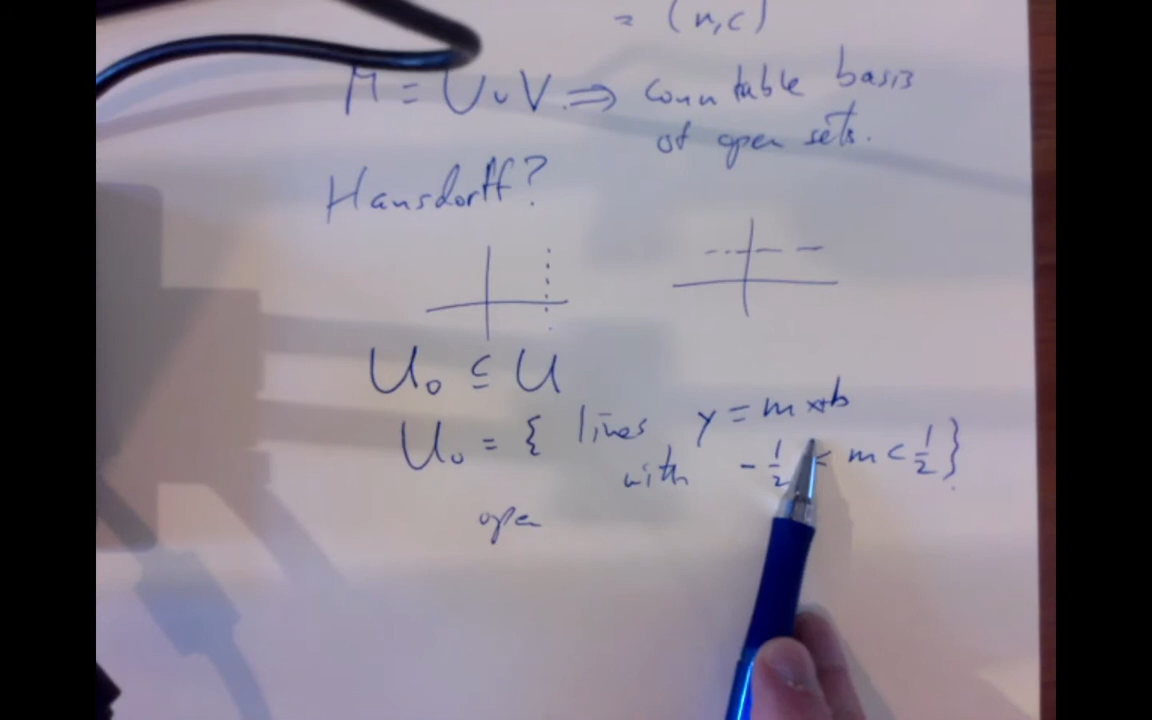 = (n, c)
M = U ∪ V ⇒ countable basis
of open sets.
Hausdorff?
U₀ ⊆ U
U₀ = { lines y = mx+b
with - 1/2 < m < 1/2 }
open